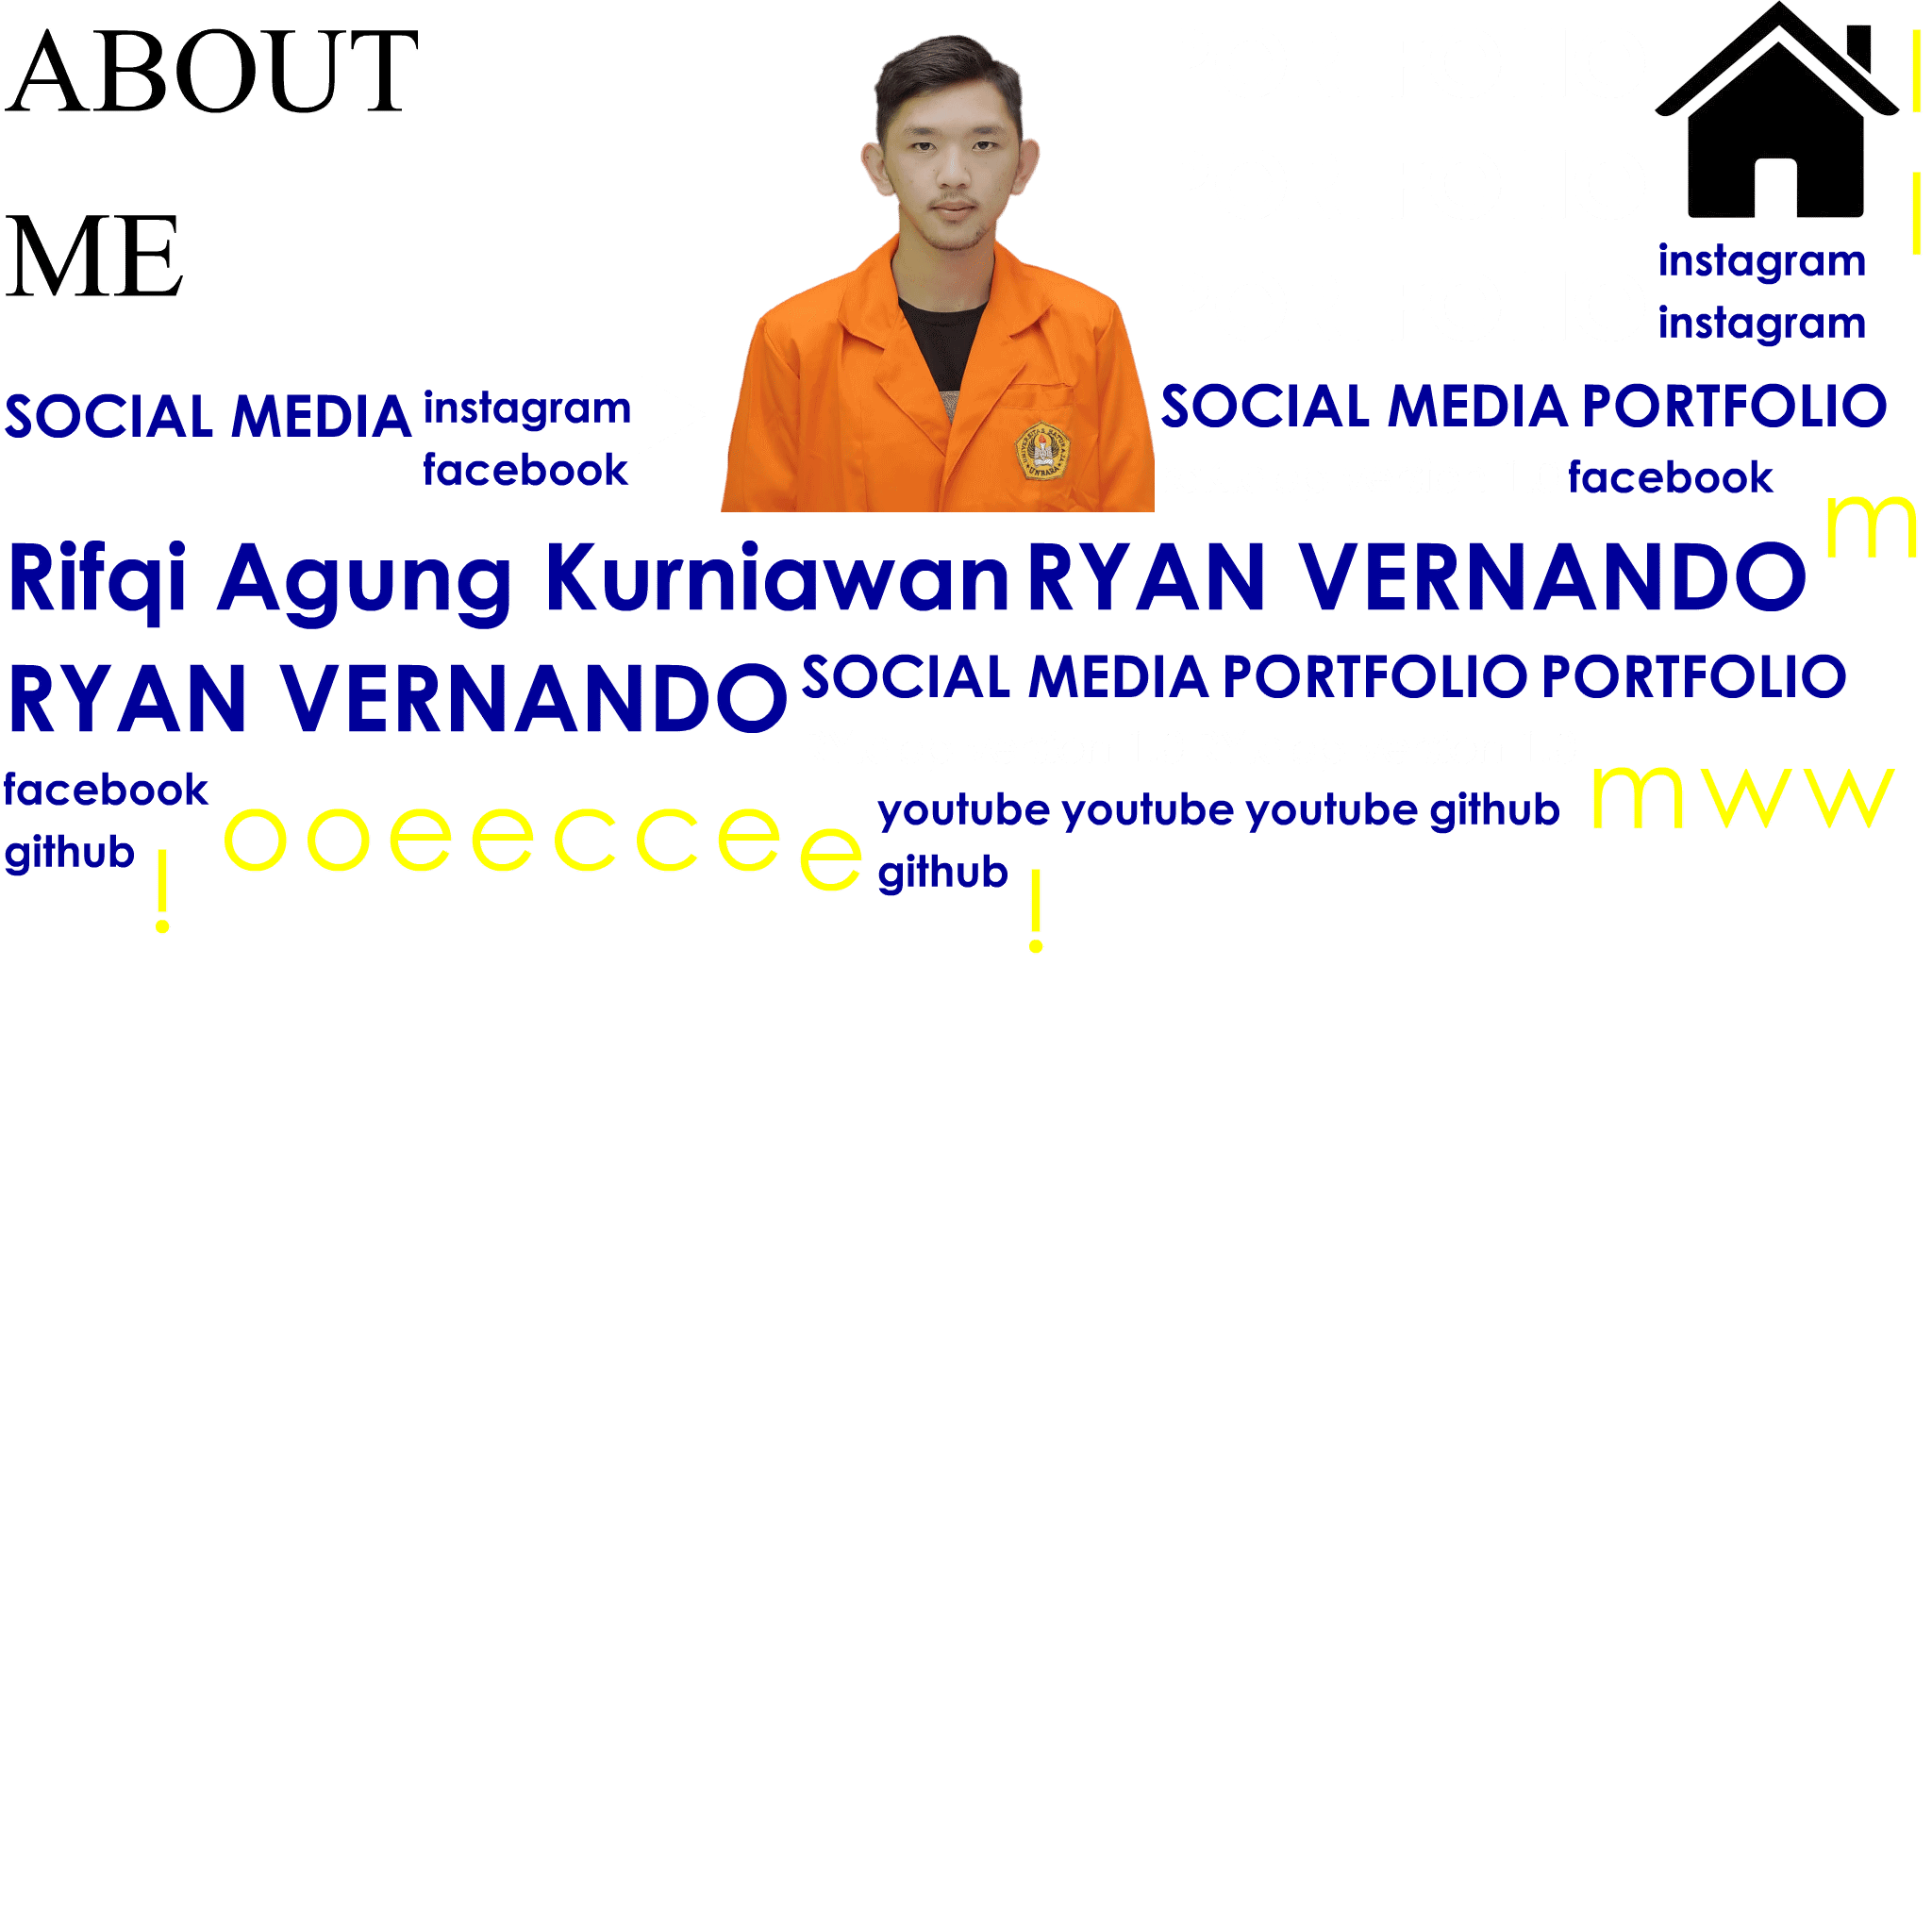 ABOUT
ME
instagram
instagram
SOCIAL MEDIA
instagram
facebook
SOCIAL MEDIA
PORTFOLIO
facebook
m
UNBARA
Rifqi Agung Kurniawan
RYAN VERNANDO
RYAN VERNANDO
SOCIAL MEDIA
PORTFOLIO
PORTFOLIO
facebook
github
!
o o e e c c e e
youtube
youtube
youtube
github
github
!
m w w